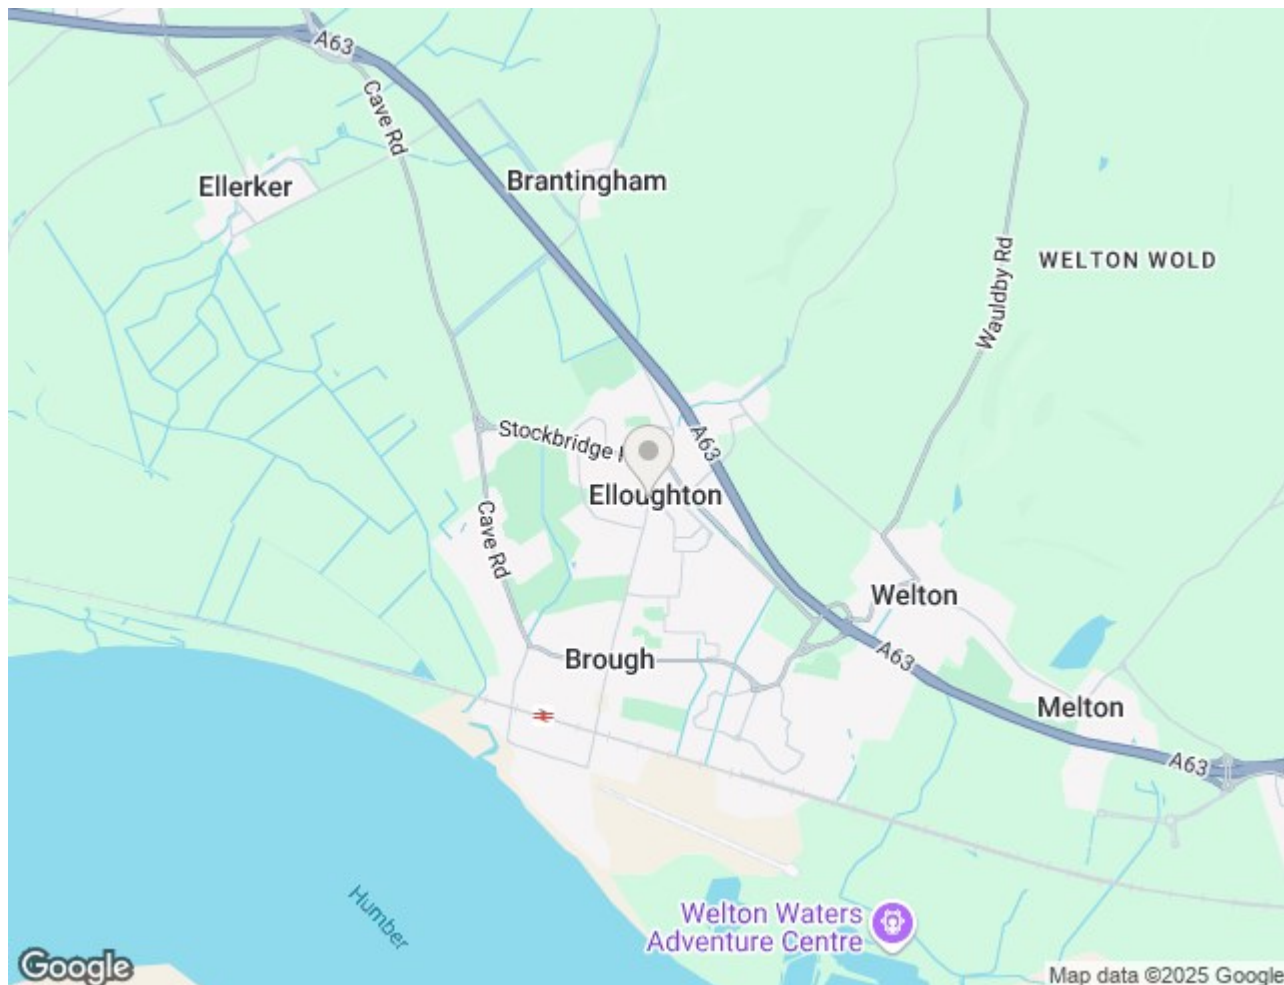 A63
Cave Rd
Ellerker
Brantingham
WELTON WOLD
Wauldby Rd
Stockbridge
A63
Elloughton
Cave Rd
Welton
Brough
A63
Melton
A63
Humber
Welton Waters
Adventure Centre
Google
Map data ©2025 Google